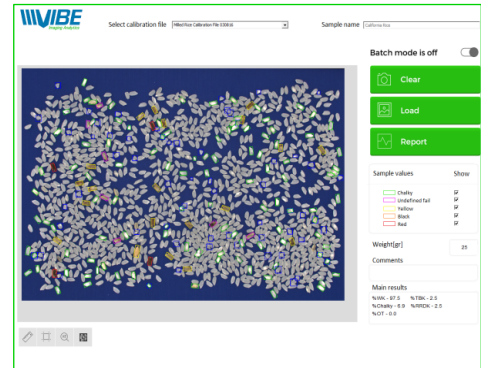 VIBE
Imaging Analytics
Select calibration file
Milled Rice Calibration File
Sample name
California Rice
Batch mode is off
Clear
Load
Report
Sample values Show
Chalky
Undefined fail
Yellow
Black
Red
Weight[gr] 25
Comments
Main results
%WK - 97.5 %TBK - 2.5
%Chalky - 6.9 %RRDK - 2.5
%OT - 0.0